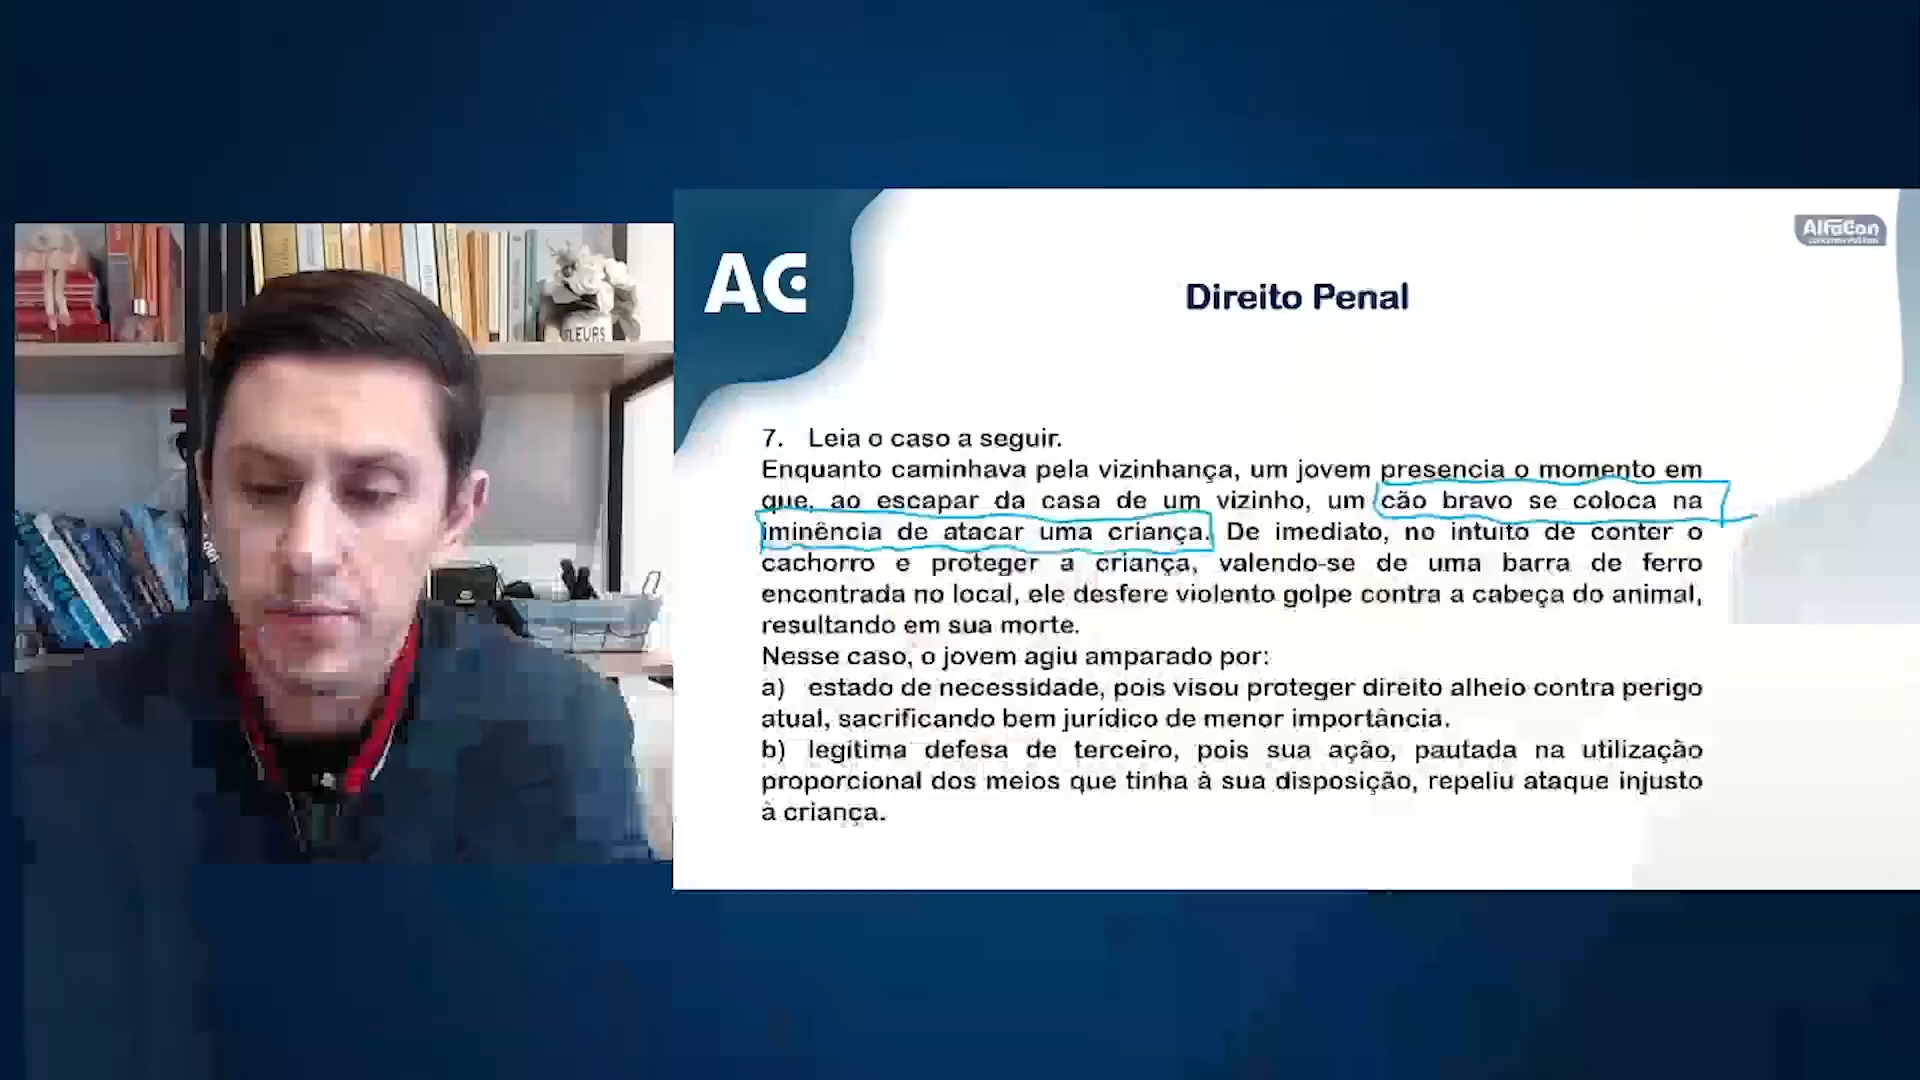 FLEURS
AC
AlfaCon
Direito Penal
7. Leia o caso a seguir.
Enquanto caminhava pela vizinhança, um jovem presencia o momento em
que, ao escapar da casa de um vizinho, um cão bravo se coloca na
iminência de atacar uma criança. De imediato, no intuito de conter o
cachorro e proteger a criança, valendo-se de uma barra de ferro
encontrada no local, ele desfere violento golpe contra a cabeça do animal,
resultando em sua morte.
Nesse caso, o jovem agiu amparado por:
a) estado de necessidade, pois visou proteger direito alheio contra perigo
atual, sacrificando bem jurídico de menor importância.
b) legítima defesa de terceiro, pois sua ação, pautada na utilização
proporcional dos meios que tinha à sua disposição, repeliu ataque injusto
à criança.